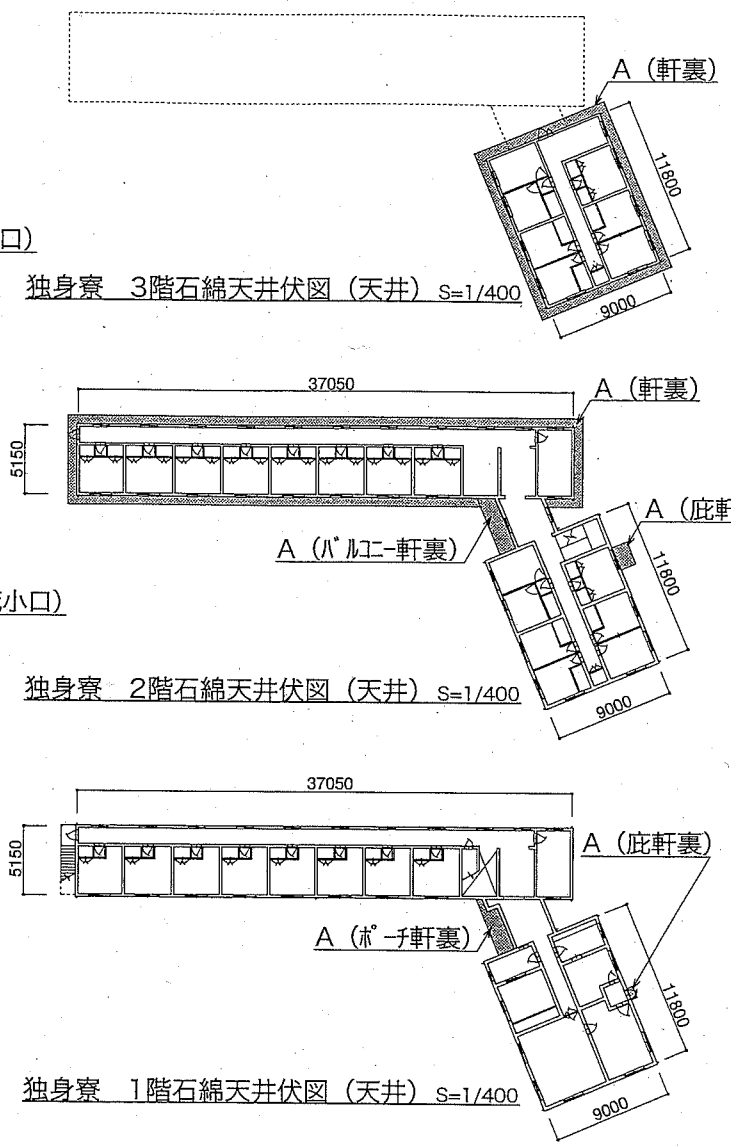 A (軒裏)
11800
口)
独身寮 3階石綿天井伏図 (天井) S=1/400
9000
37050
A (軒裏)
5150
A (バルコニー軒裏)
A (庇軒
11800
小口)
独身寮 2階石綿天井伏図 (天井) S=1/400
9000
37050
5150
A (庇軒裏)
A (ポーチ軒裏)
11800
独身寮 1階石綿天井伏図 (天井) S=1/400
9000